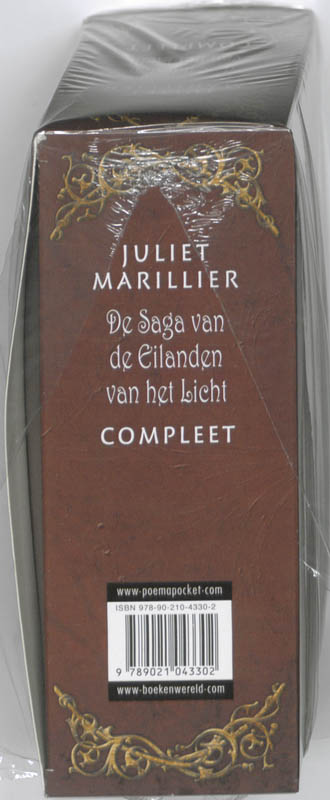 JULIET
MARILLIER
De Saga van
de Eilanden
van het Licht
COMPLEET
www-poemapocket-com
ISBN 978-90-210-4330-2
9 789021 043302
www-boekenwereld-com